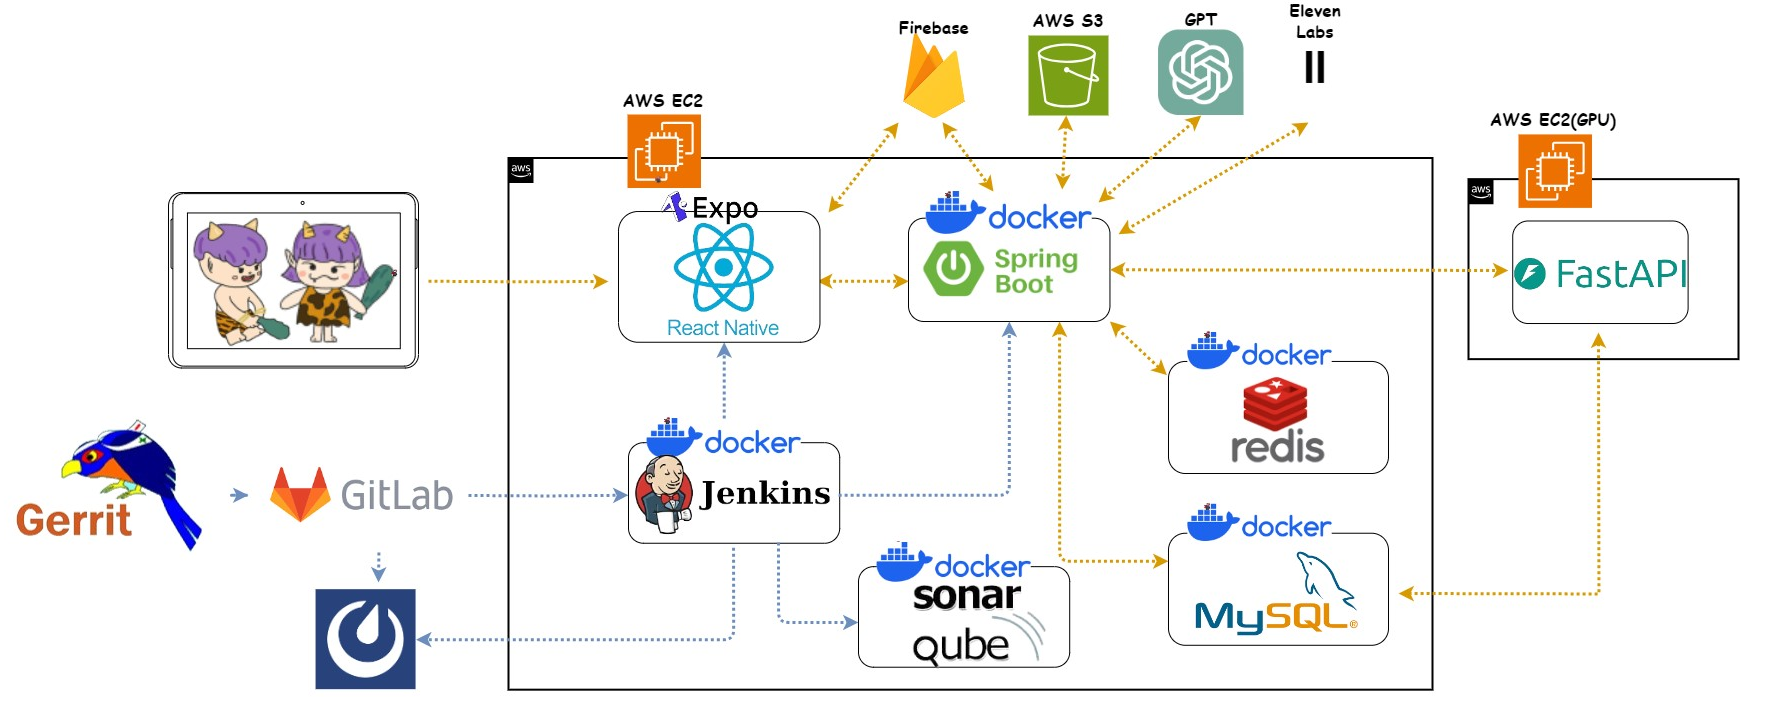 Firebase
AWS S3
GPT
Eleven
Labs
AWS EC2
AWS EC2(GPU)
aws
aws
Expo
React Native
docker
Spring
Boot
FastAPI
docker
redis
docker
Jenkins
Gerrit
GitLab
docker
MySQL®
docker
sonar
qube